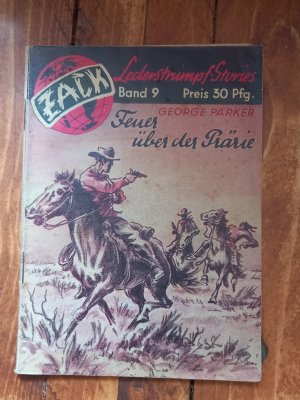 ZACK
Lederstrumpf-Stories
Band 9 Preis 30 Pfg.
GEORGE PARKER
Feuer
über der Prärie